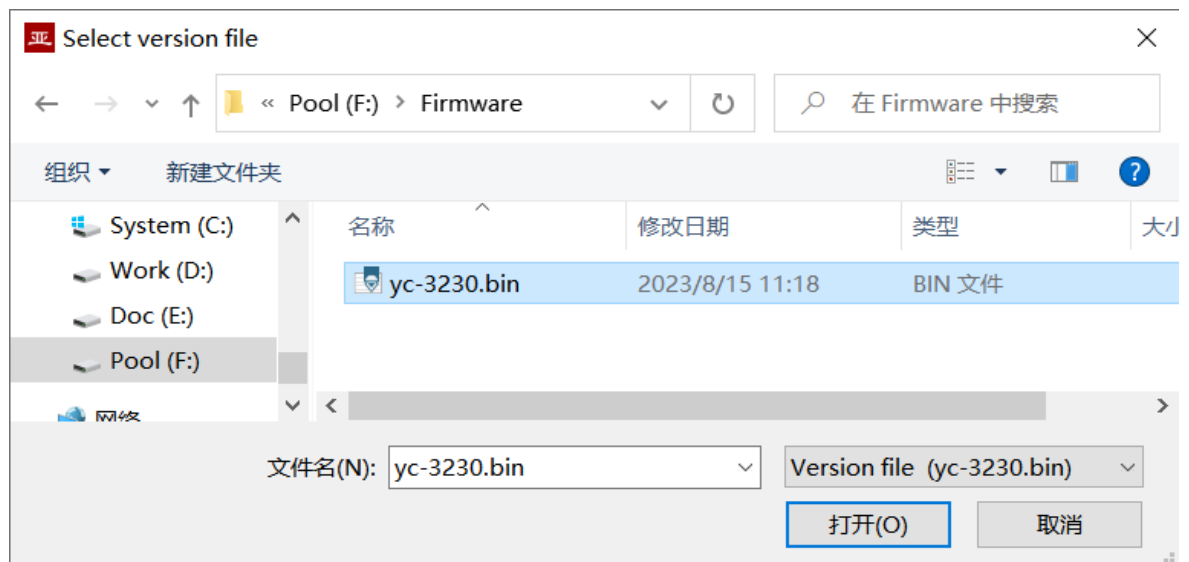 亚 Select version file
« Pool (F:) > Firmware
在 Firmware 中搜索
组织 新建文件夹
?
System (C:)
Work (D:)
Doc (E:)
Pool (F:)
网络
名称 修改日期 类型 大小
yc-3230.bin 2023/8/15 11:18 BIN 文件
文件名(N): yc-3230.bin Version file (yc-3230.bin)
打开(O) 取消